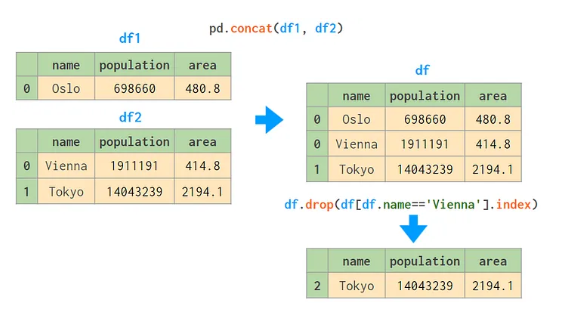 pd.concat(df1, df2)
df1
name population area
0 Oslo 698660 480.8
df2
name population area
0 Vienna 1911191 414.8
1 Tokyo 14043239 2194.1
df
name population area
0 Oslo 698660 480.8
0 Vienna 1911191 414.8
1 Tokyo 14043239 2194.1
df.drop(df[df.name=='Vienna'].index)
name population area
2 Tokyo 14043239 2194.1